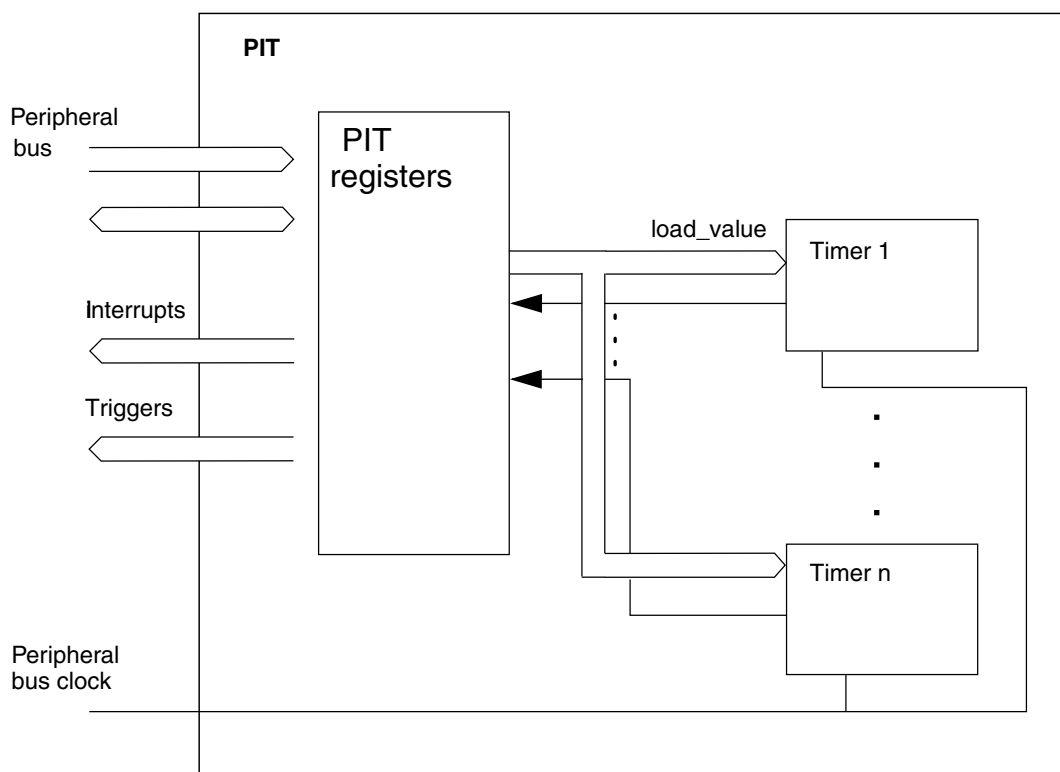 PIT
Peripheral
bus
PIT
registers
load_value
Timer 1
Interrupts
Triggers
Timer n
Peripheral
bus clock